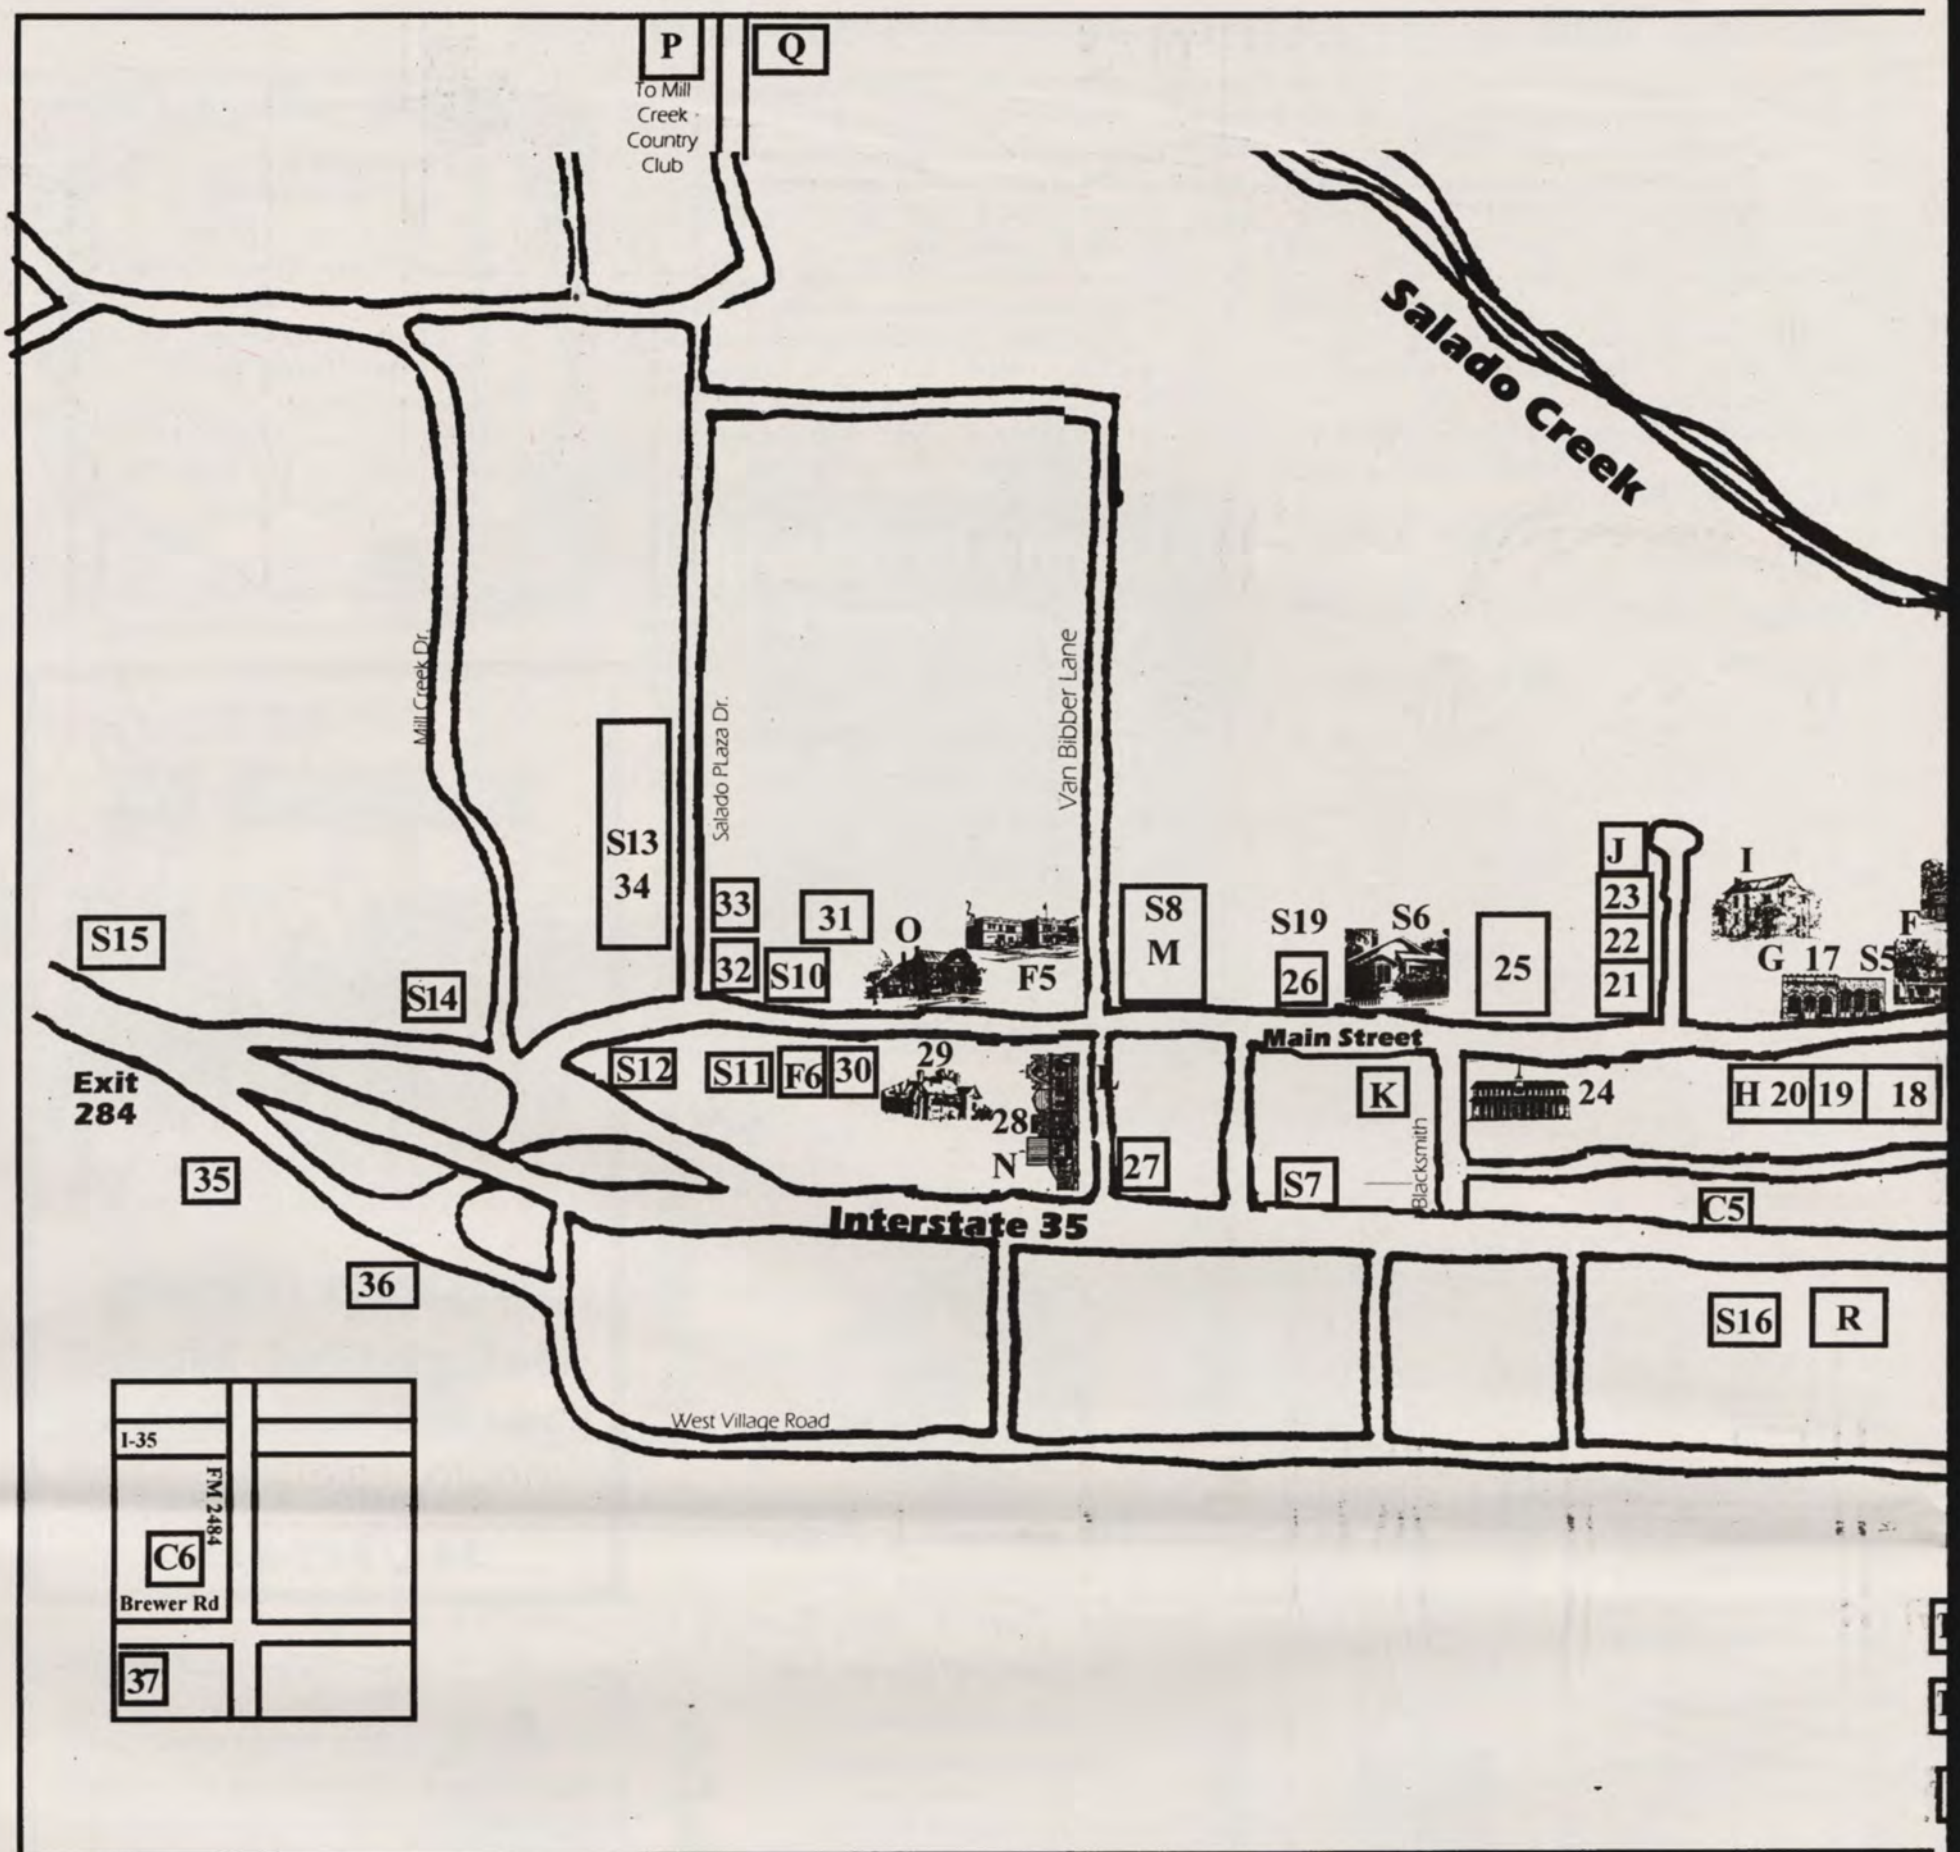 P
Q
To Mill
Creek
Country
Club
Salado Creek
Mill Creek Dr.
Salado PLaza Dr.
Van Bibber Lane
S13
34
33
32
31
S10
O
F5
S8
M
S19
26
S6
25
J
23
22
21
I
F
G 17 S5
S15
S14
Main Street
Exit
284
S12
S11
F6
30
29
28
N
L
27
K
S7
Blacksmith
24
H 20
19
18
C5
35
36
Interstate 35
S16
R
West Village Road
I-35
FM 2484
C6
Brewer Rd
37